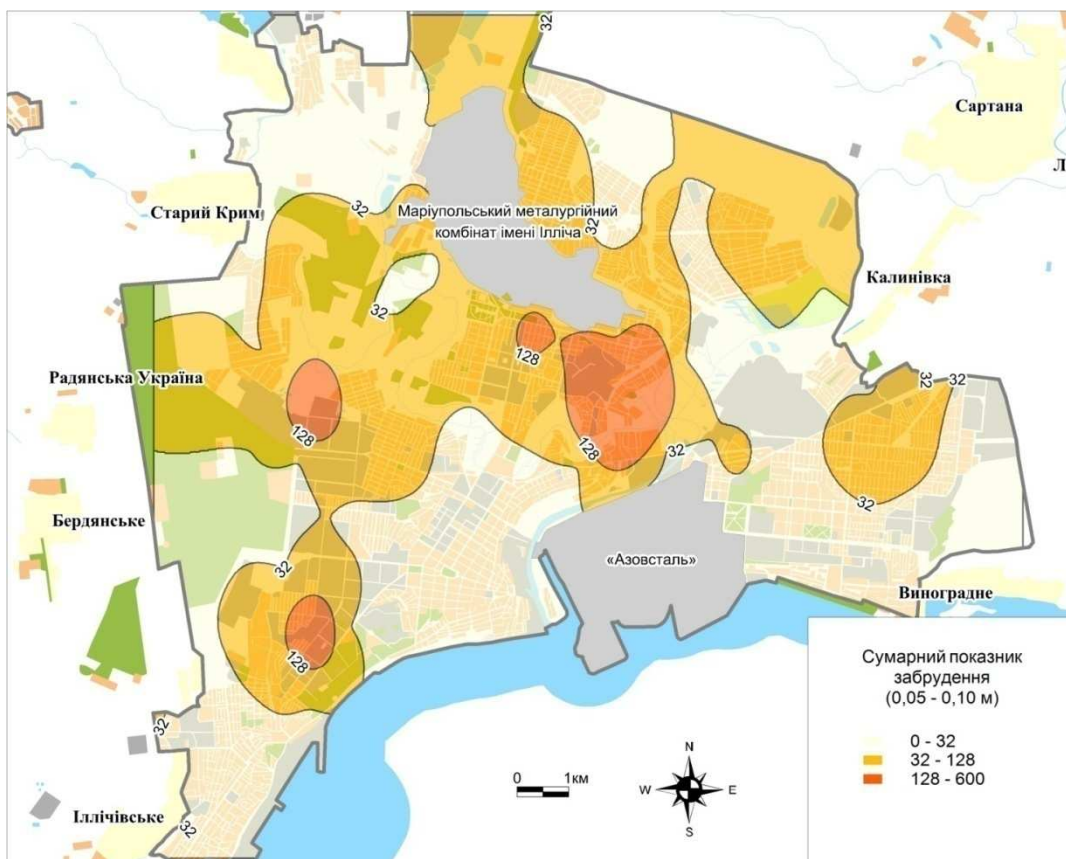 32
32
Сартана
Л
Старий Крим
32
Маріупольський металургійний
комбінат імені Ілліча
32
Калинівка
32
128
Радянська Україна
32
32
128
128
32
32
Бердянське
«Азовсталь»
32
Виноградне
128
Сумарний показник
забрудення
(0,05 - 0,10 м)
0 - 32
32 - 128
128 - 600
32
N
W
E
S
0
1км
Іллічівське
32